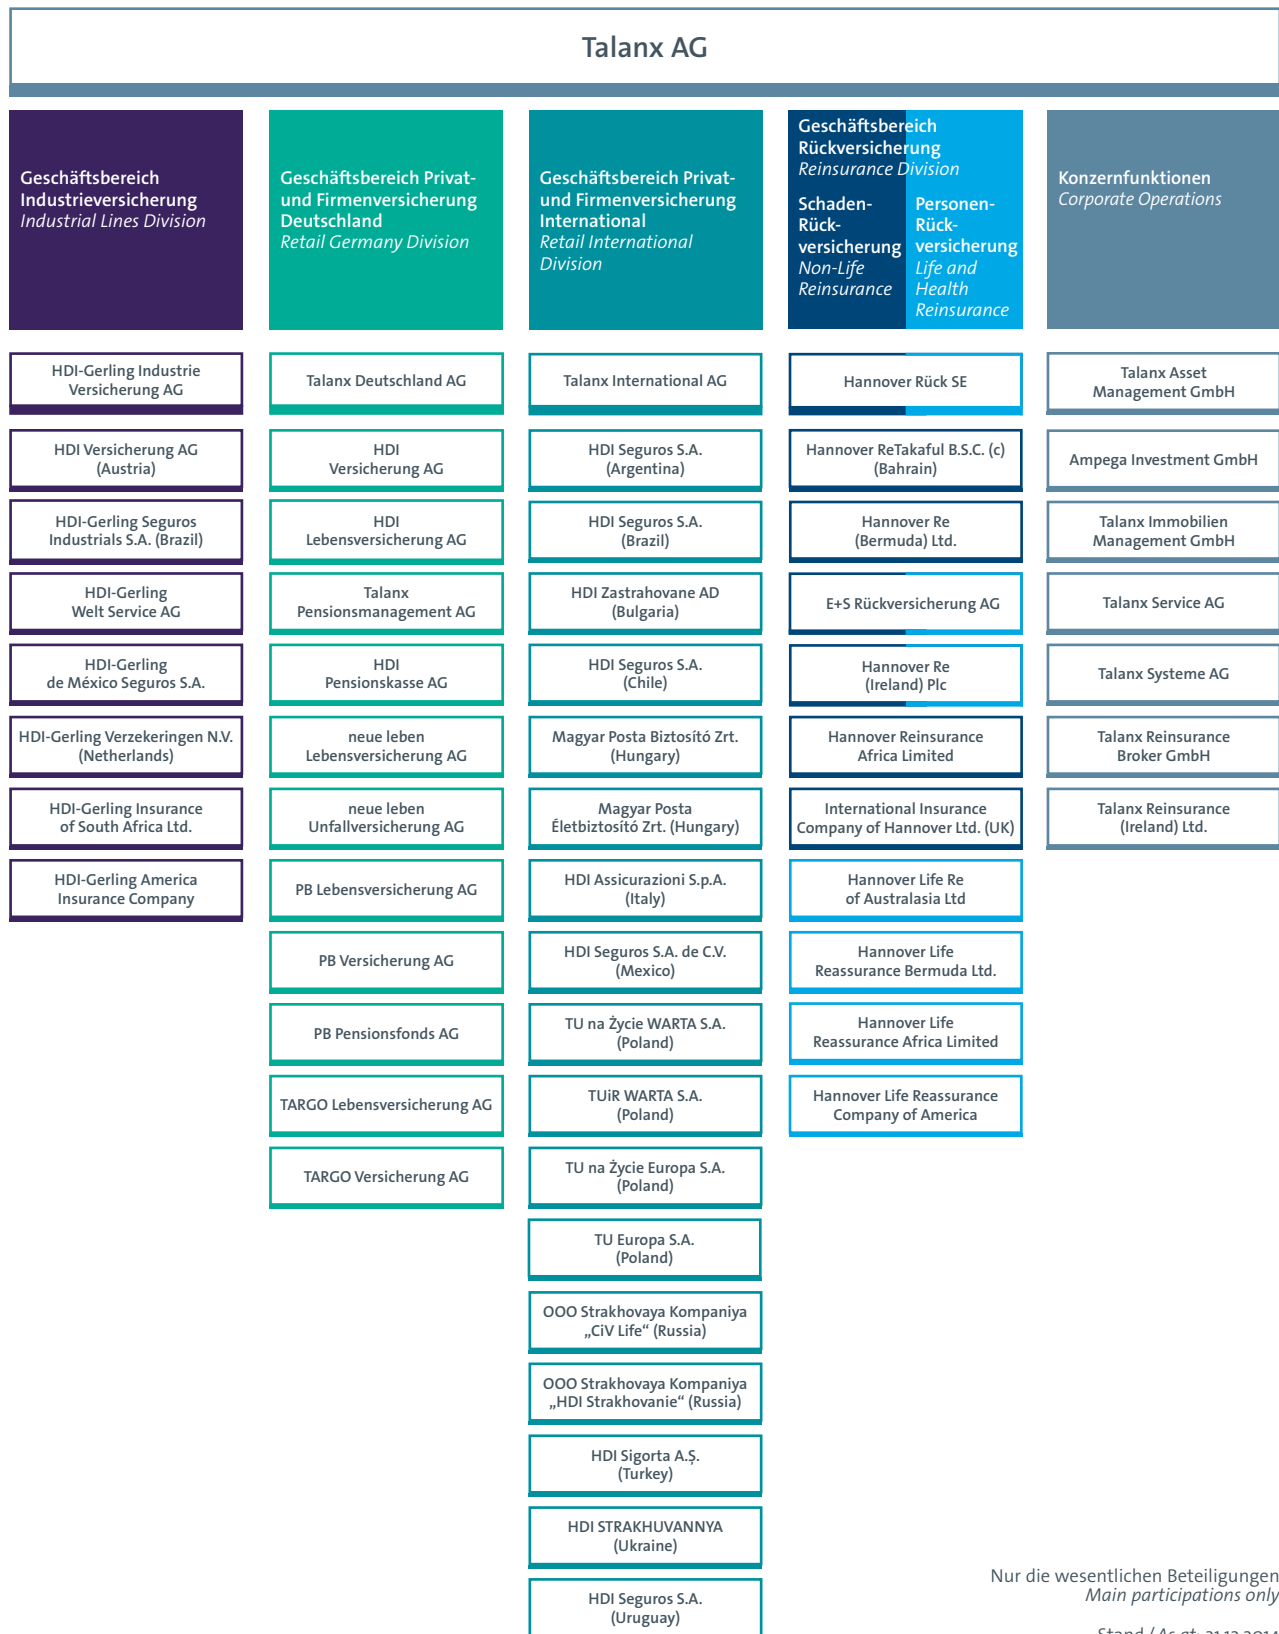 Talanx AG
Geschäftsbereich
Industrieversicherung
Industrial Lines Division
Geschäftsbereich Privat-
und Firmenversicherung
Deutschland
Retail Germany Division
Geschäftsbereich Privat-
und Firmenversicherung
International
Retail International
Division
Geschäftsbereich
Rückversicherung
Reinsurance Division
Schaden-
Rück-
versicherung
Non-Life
Reinsurance
Personen-
Rück-
versicherung
Life and
Health
Reinsurance
Konzernfunktionen
Corporate Operations
HDI-Gerling Industrie
Versicherung AG
HDI Versicherung AG
(Austria)
HDI-Gerling Seguros
Industrials S.A. (Brazil)
HDI-Gerling
Welt Service AG
HDI-Gerling
de México Seguros S.A.
HDI-Gerling Verzekeringen N.V.
(Netherlands)
HDI-Gerling Insurance
of South Africa Ltd.
HDI-Gerling America
Insurance Company
Talanx Deutschland AG
HDI
Versicherung AG
HDI
Lebensversicherung AG
Talanx
Pensionsmanagement AG
HDI
Pensionskasse AG
neue leben
Lebensversicherung AG
neue leben
Unfallversicherung AG
PB Lebensversicherung AG
PB Versicherung AG
PB Pensionsfonds AG
TARGO Lebensversicherung AG
TARGO Versicherung AG
Talanx International AG
HDI Seguros S.A.
(Argentina)
HDI Seguros S.A.
(Brazil)
HDI Zastrahovane AD
(Bulgaria)
HDI Seguros S.A.
(Chile)
Magyar Posta Biztosító Zrt.
(Hungary)
Magyar Posta
Életbiztosító Zrt. (Hungary)
HDI Assicurazioni S.p.A.
(Italy)
HDI Seguros S.A. de C.V.
(Mexico)
TU na Życie WARTA S.A.
(Poland)
TUiR WARTA S.A.
(Poland)
TU na Życie Europa S.A.
(Poland)
TU Europa S.A.
(Poland)
OOO Strakhovaya Kompaniya
„CiV Life“ (Russia)
OOO Strakhovaya Kompaniya
„HDI Strakhovanie“ (Russia)
HDI Sigorta A.Ş.
(Turkey)
HDI STRAKHUVANNYA
(Ukraine)
HDI Seguros S.A.
(Uruguay)
Hannover Rück SE
Hannover ReTakaful B.S.C. (c)
(Bahrain)
Hannover Re
(Bermuda) Ltd.
E+S Rückversicherung AG
Hannover Re
(Ireland) Plc
Hannover Reinsurance
Africa Limited
International Insurance
Company of Hannover Ltd. (UK)
Hannover Life Re
of Australasia Ltd
Hannover Life
Reassurance Bermuda Ltd.
Hannover Life
Reassurance Africa Limited
Hannover Life Reassurance
Company of America
Talanx Asset
Management GmbH
Ampega Investment GmbH
Talanx Immobilien
Management GmbH
Talanx Service AG
Talanx Systeme AG
Talanx Reinsurance
Broker GmbH
Talanx Reinsurance
(Ireland) Ltd.
Nur die wesentlichen Beteiligungen
Main participations only
Stand / As at: 31.12.2014